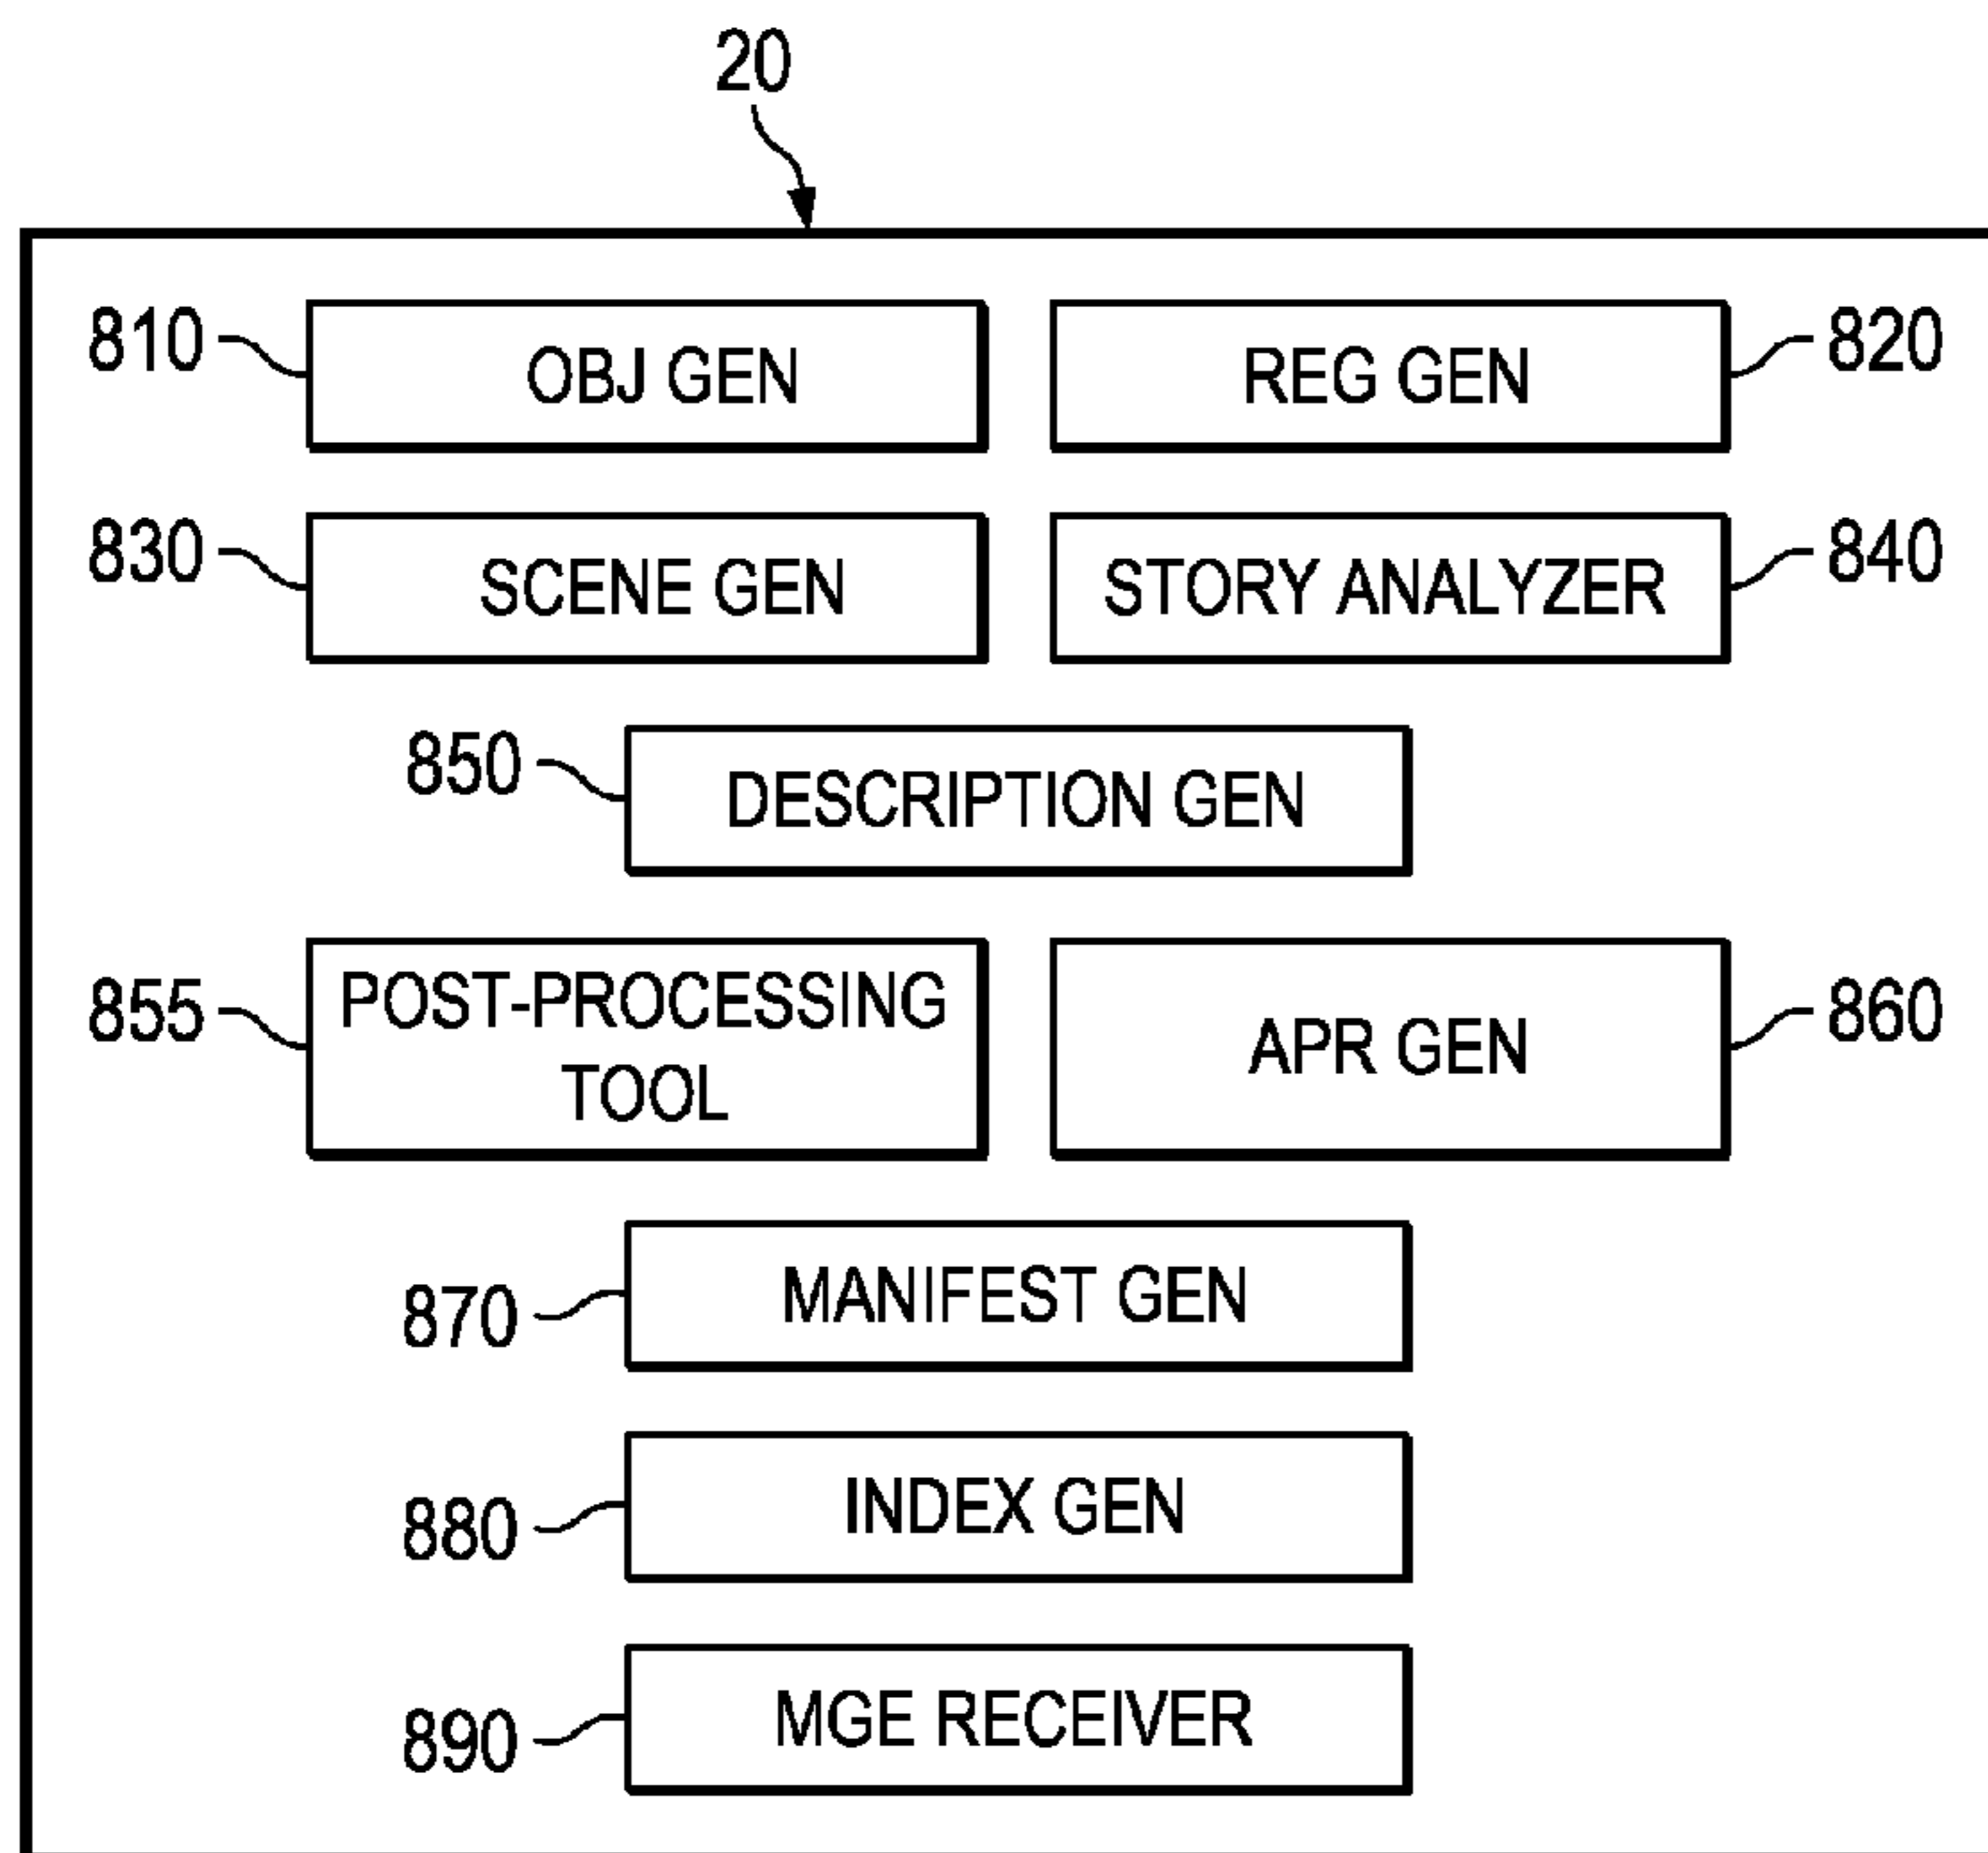 20
810 OBJ GEN REG GEN 820
830 SCENE GEN STORY ANALYZER 840
850 DESCRIPTION GEN
855 POST-PROCESSING
TOOL
APR GEN 860
870 MANIFEST GEN
880 INDEX GEN
890 MGE RECEIVER